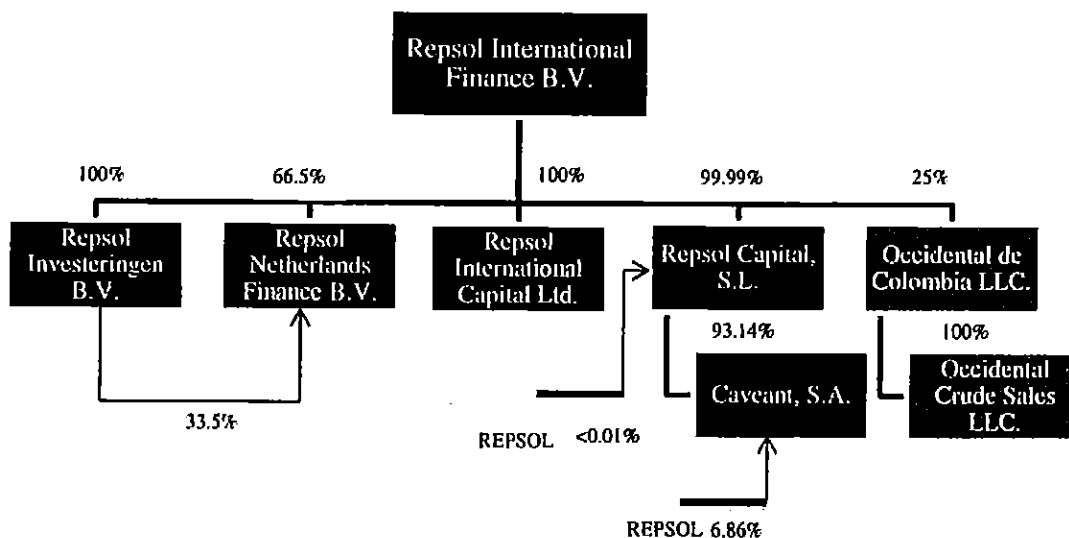 Repsol International
Finance B.V.
100%
66.5%
100%
99.99%
25%
Repsol
Investeringen
B.V.
Repsol
Netherlands
Finance B.V.
Repsol
International
Capital Ltd.
Repsol Capital,
S.L.
Occidental de
Colombia LLC.
93.14%
100%
Caveant, S.A.
Occidental
Crude Sales
LLC.
33.5%
REPSOL <0.01%
REPSOL 6.86%